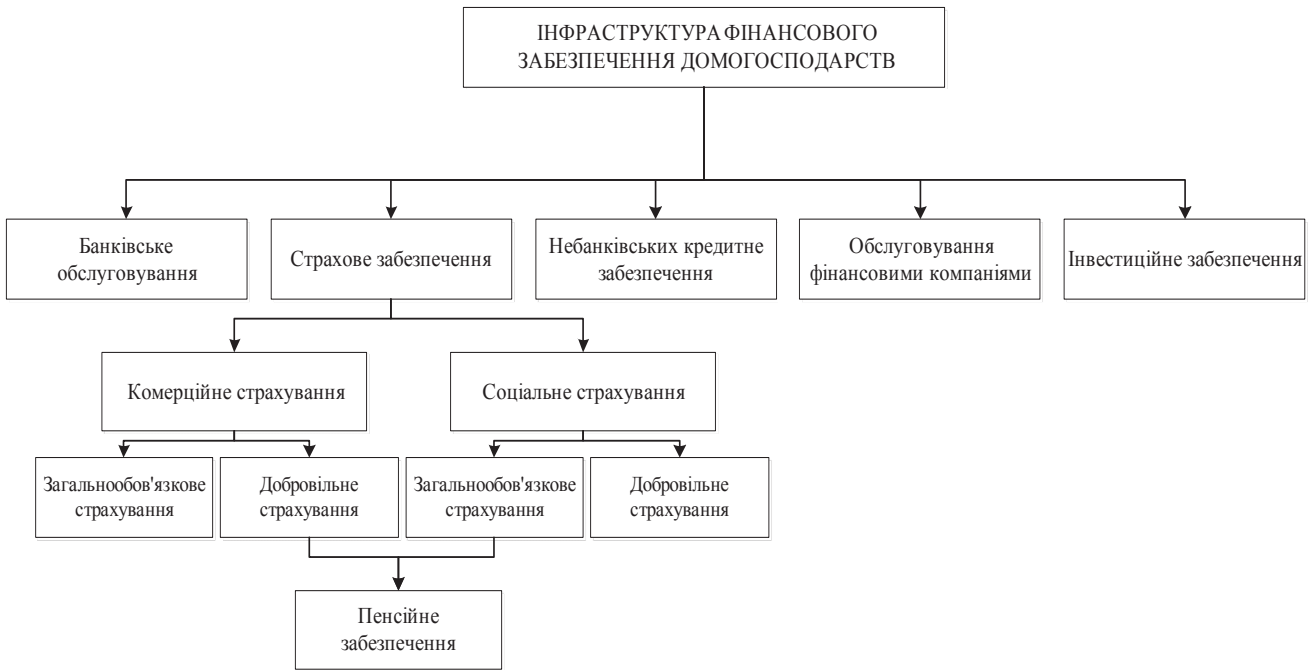 ІНФРАСТРУКТУРА ФІНАНСОВОГО
ЗАБЕЗПЕЧЕННЯ ДОМОГОСПОДАРСТВ
Банківське
обслуговування
Страхове забезпечення
Небанківських кредитне
забезпечення
Обслуговування
фінансовими компаніями
Інвестиційне забезпечення
Комерційне страхування
Соціальне страхування
Загальнообов'язкове
страхування
Добровільне
страхування
Загальнообов'язкове
страхування
Добровільне
страхування
Пенсійне
забезпечення